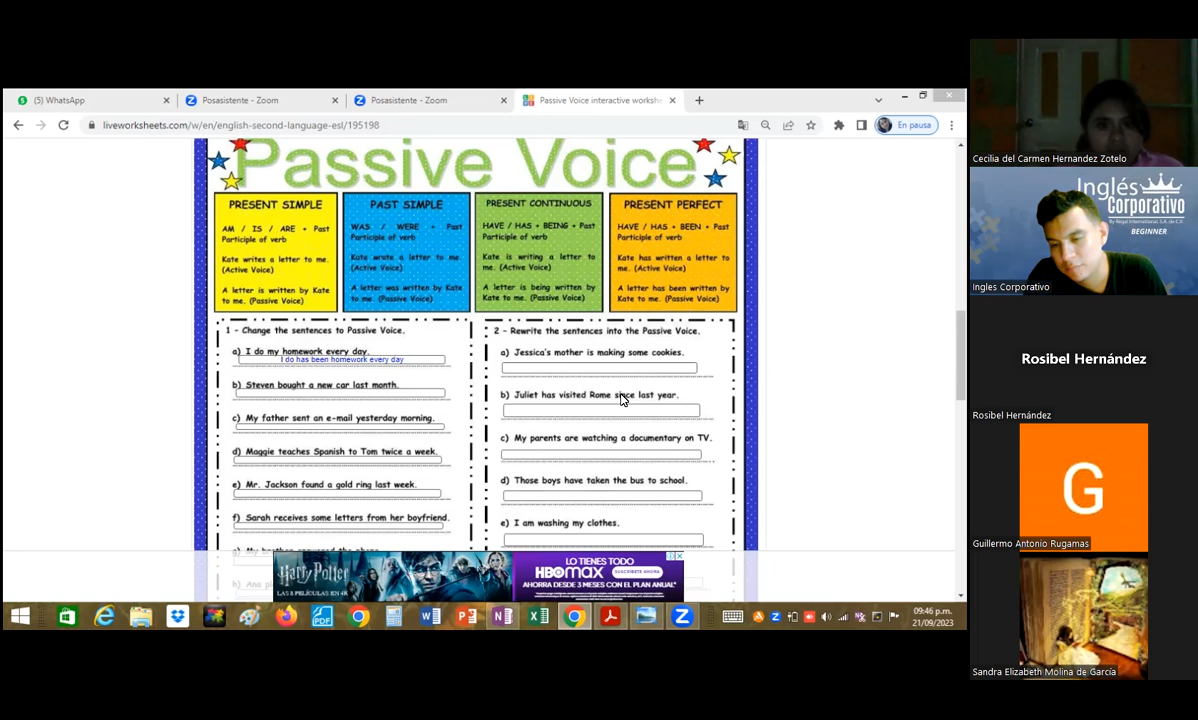 (5) WhatsApp
Posasistente - Zoom
Posasistente - Zoom
Passive Voice interactive workshe
liveworksheets.com/w/en/english-second-language-esl/195198
En pausa
Passive Voice
PRESENT SIMPLE
AM / IS / ARE + Past
Participle of verb
Kate writes a letter to me.
(Active Voice)
A letter is written by Kate
to me. (Passive Voice)
PAST SIMPLE
WAS / WERE + Past
Participle of verb
Kate wrote a letter to me.
(Active Voice)
A letter was written by Kate
to me. (Passive Voice)
PRESENT CONTINUOUS
HAVE / HAS + BEING + Past
Participle of verb
Kate is writing a letter to
me. (Active Voice)
A letter is being written by
Kate to me. (Passive Voice)
PRESENT PERFECT
HAVE / HAS + BEEN + Past
Participle of verb
Kate has written a letter to
me. (Active Voice)
A letter has been written by
Kate to me. (Passive Voice)
1 - Change the sentences to Passive Voice.
a) I do my homework every day.
I do has been homework every day
b) Steven bought a new car last month.
c) My father sent an e-mail yesterday morning.
d) Maggie teaches Spanish to Tom twice a week.
e) Mr. Jackson found a gold ring last week.
f) Sarah receives some letters from her boyfriend.
2 - Rewrite the sentences into the Passive Voice.
a) Jessica's mother is making some cookies.
b) Juliet has visited Rome since last year.
c) My parents are watching a documentary on TV.
d) Those boys have taken the bus to school.
e) I am washing my clothes.
Harry Potter
LAS 8 PELÍCULAS EN 4K
LO TIENES TODO
HBOMAX
SUSCRÍBETE AHORA
AHORRA DESDE 3 MESES CON EL PLAN ANUAL*
09:46 p.m.
21/09/2023
Cecilia del Carmen Hernandez Zotelo
Inglés
Corporativo
By Regal International, S.A. de C.V.
BEGINNER
Ingles Corporativo
Rosibel Hernández
Rosibel Hernández
G
Guillermo Antonio Rugamas
Sandra Elizabeth Molina de García